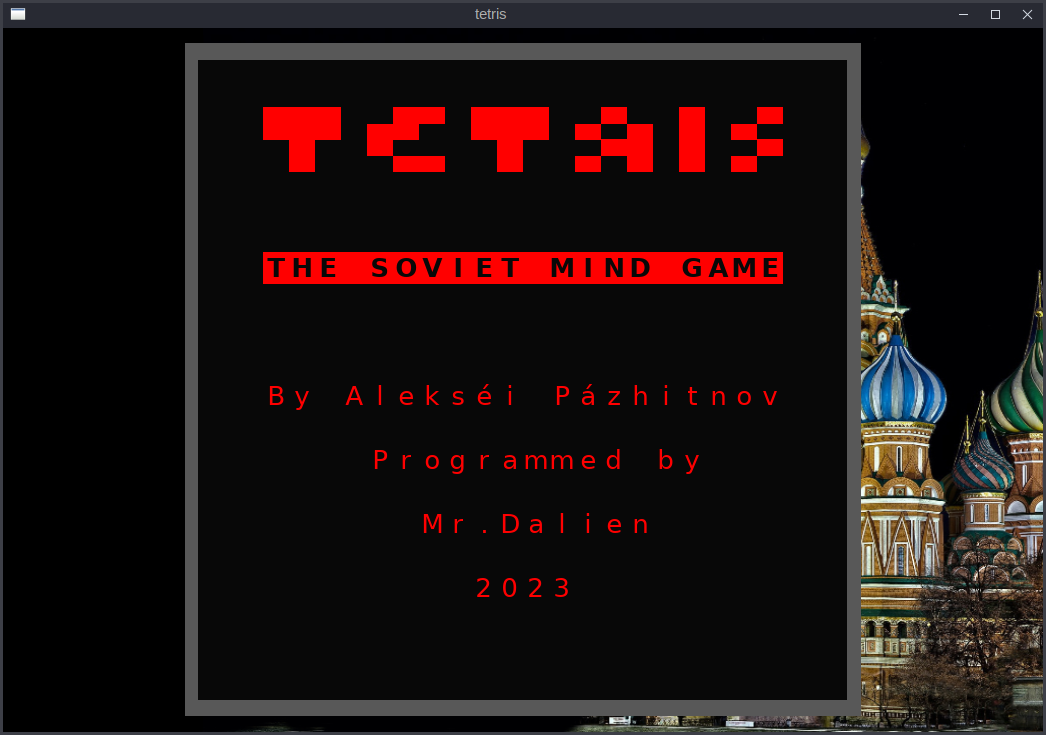 tetris
TETRIS
THE SOVIET MIND GAME
By Alekséi Pázhitnov
Programmed by
Mr.Dalien
2023